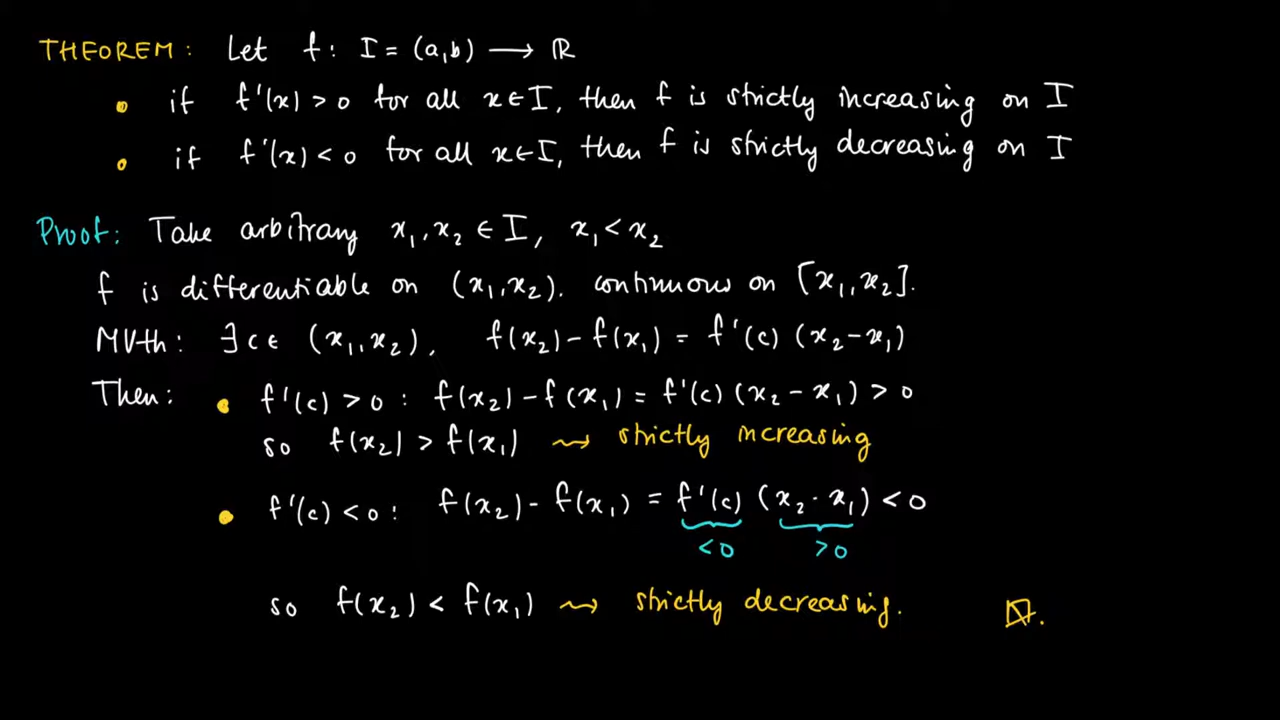 THEOREM: Let f: I = (a,b) ⟶ ℝ
• if f'(x) > 0 for all x ∈ I, then f is strictly increasing on I
• if f'(x) < 0 for all x ∈ I, then f is strictly decreasing on I
Proof: Take arbitrary x₁, x₂ ∈ I, x₁ < x₂
f is differentiable on (x₁, x₂), continuous on [x₁, x₂].
MVth: ∃ c ∈ (x₁, x₂), f(x₂) - f(x₁) = f'(c) (x₂ - x₁)
Then: • f'(c) > 0 : f(x₂) - f(x₁) = f'(c) (x₂ - x₁) > 0
so f(x₂) > f(x₁) ⇝ strictly increasing
• f'(c) < 0 : f(x₂) - f(x₁) = f'(c) (x₂ - x₁) < 0
< 0 > 0
so f(x₂) < f(x₁) ⇝ strictly decreasing.